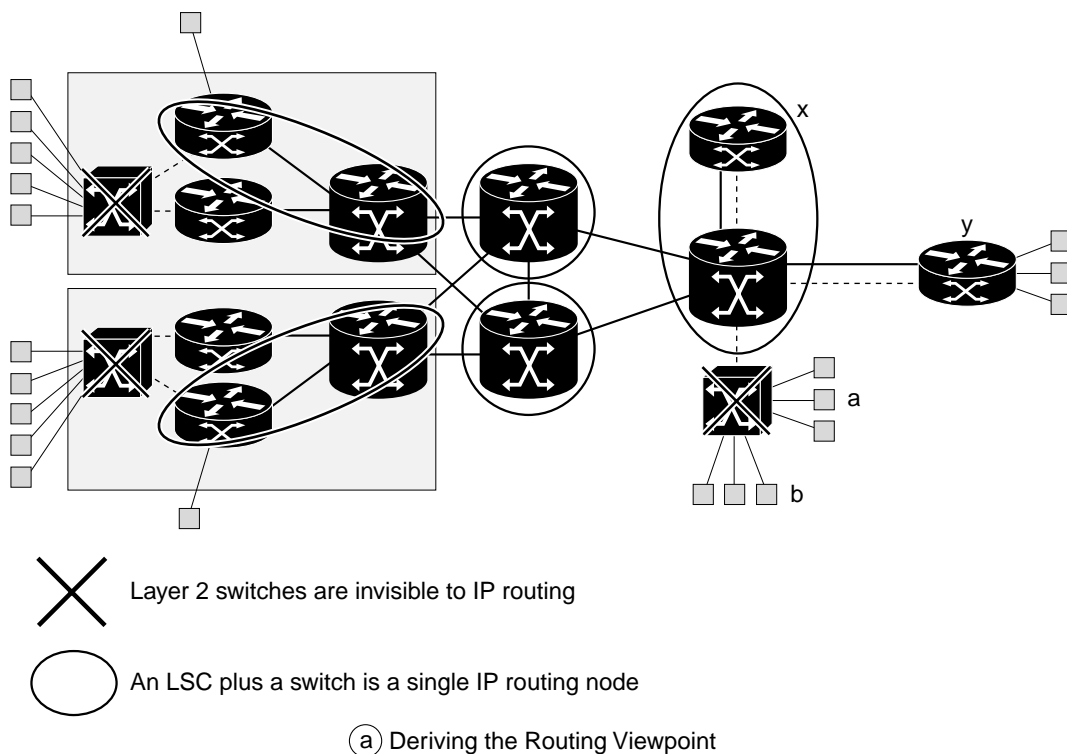 x
y
a
b
Layer 2 switches are invisible to IP routing
An LSC plus a switch is a single IP routing node
a Deriving the Routing Viewpoint